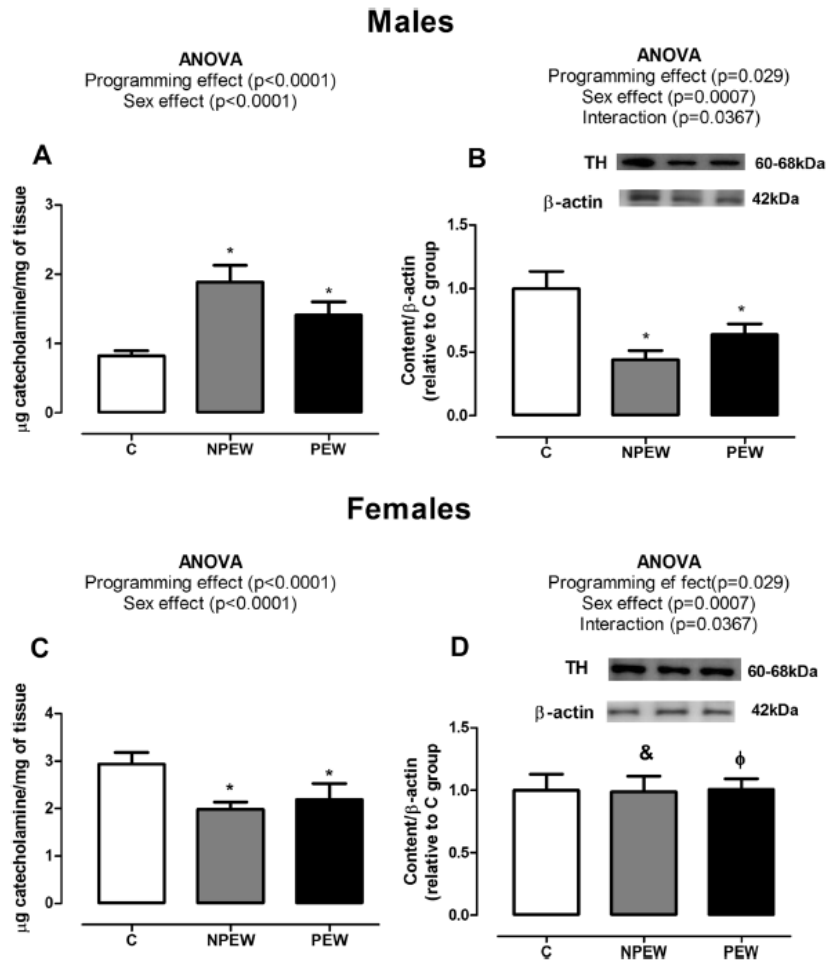 Males
ANOVA
Programming effect (p<0.0001)
Sex effect (p<0.0001)
ANOVA
Programming effect (p=0.029)
Sex effect (p=0.0007)
Interaction (p=0.0367)
A
µg catecholamine/mg of tissue
3
2
1
0
*
*
C
NPEW
PEW
B
TH
60-68kDa
β-actin
42kDa
Content/β-actin
(relative to C group
1.5
1.0
0.5
0.0
*
*
C
NPEW
PEW
Females
ANOVA
Programming effect (p<0.0001)
Sex effect (p<0.0001)
ANOVA
Programming ef fect(p=0.029)
Sex effect (p=0.0007)
Interaction (p=0.0367)
C
µg catecholamine/mg of tissue
4
3
2
1
0
*
*
C
NPEW
PEW
D
TH
60-68kDa
β-actin
42kDa
Content/β-actin
(relative to C group
1.5
1.0
0.5
0.0
&
ϕ
C
NPEW
PEW